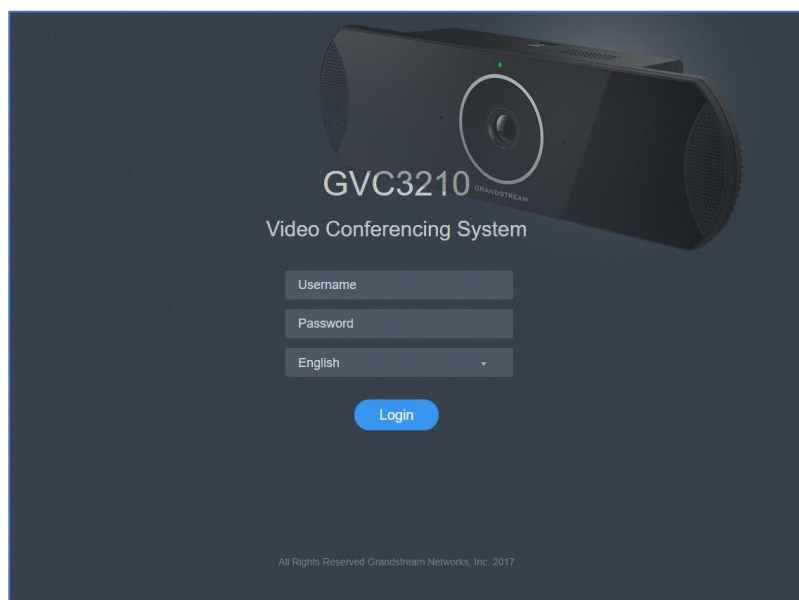 GVC3210
GRANDSTREAM
Video Conferencing System
Username
Password
English
Login
All Rights Reserved Grandstream Networks, Inc. 2017